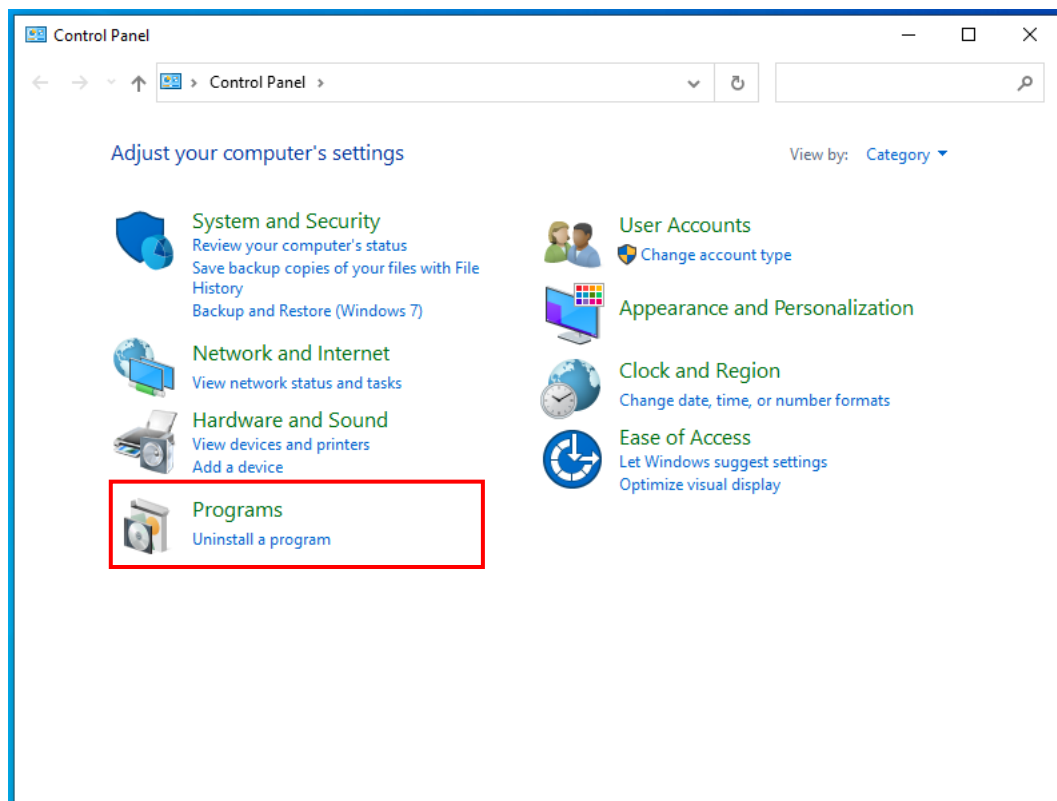 Control Panel
Control Panel
Adjust your computer's settings
View by: Category
System and Security
Review your computer's status
Save backup copies of your files with File
History
Backup and Restore (Windows 7)
Network and Internet
View network status and tasks
Hardware and Sound
View devices and printers
Add a device
Programs
Uninstall a program
User Accounts
Change account type
Appearance and Personalization
Clock and Region
Change date, time, or number formats
Ease of Access
Let Windows suggest settings
Optimize visual display